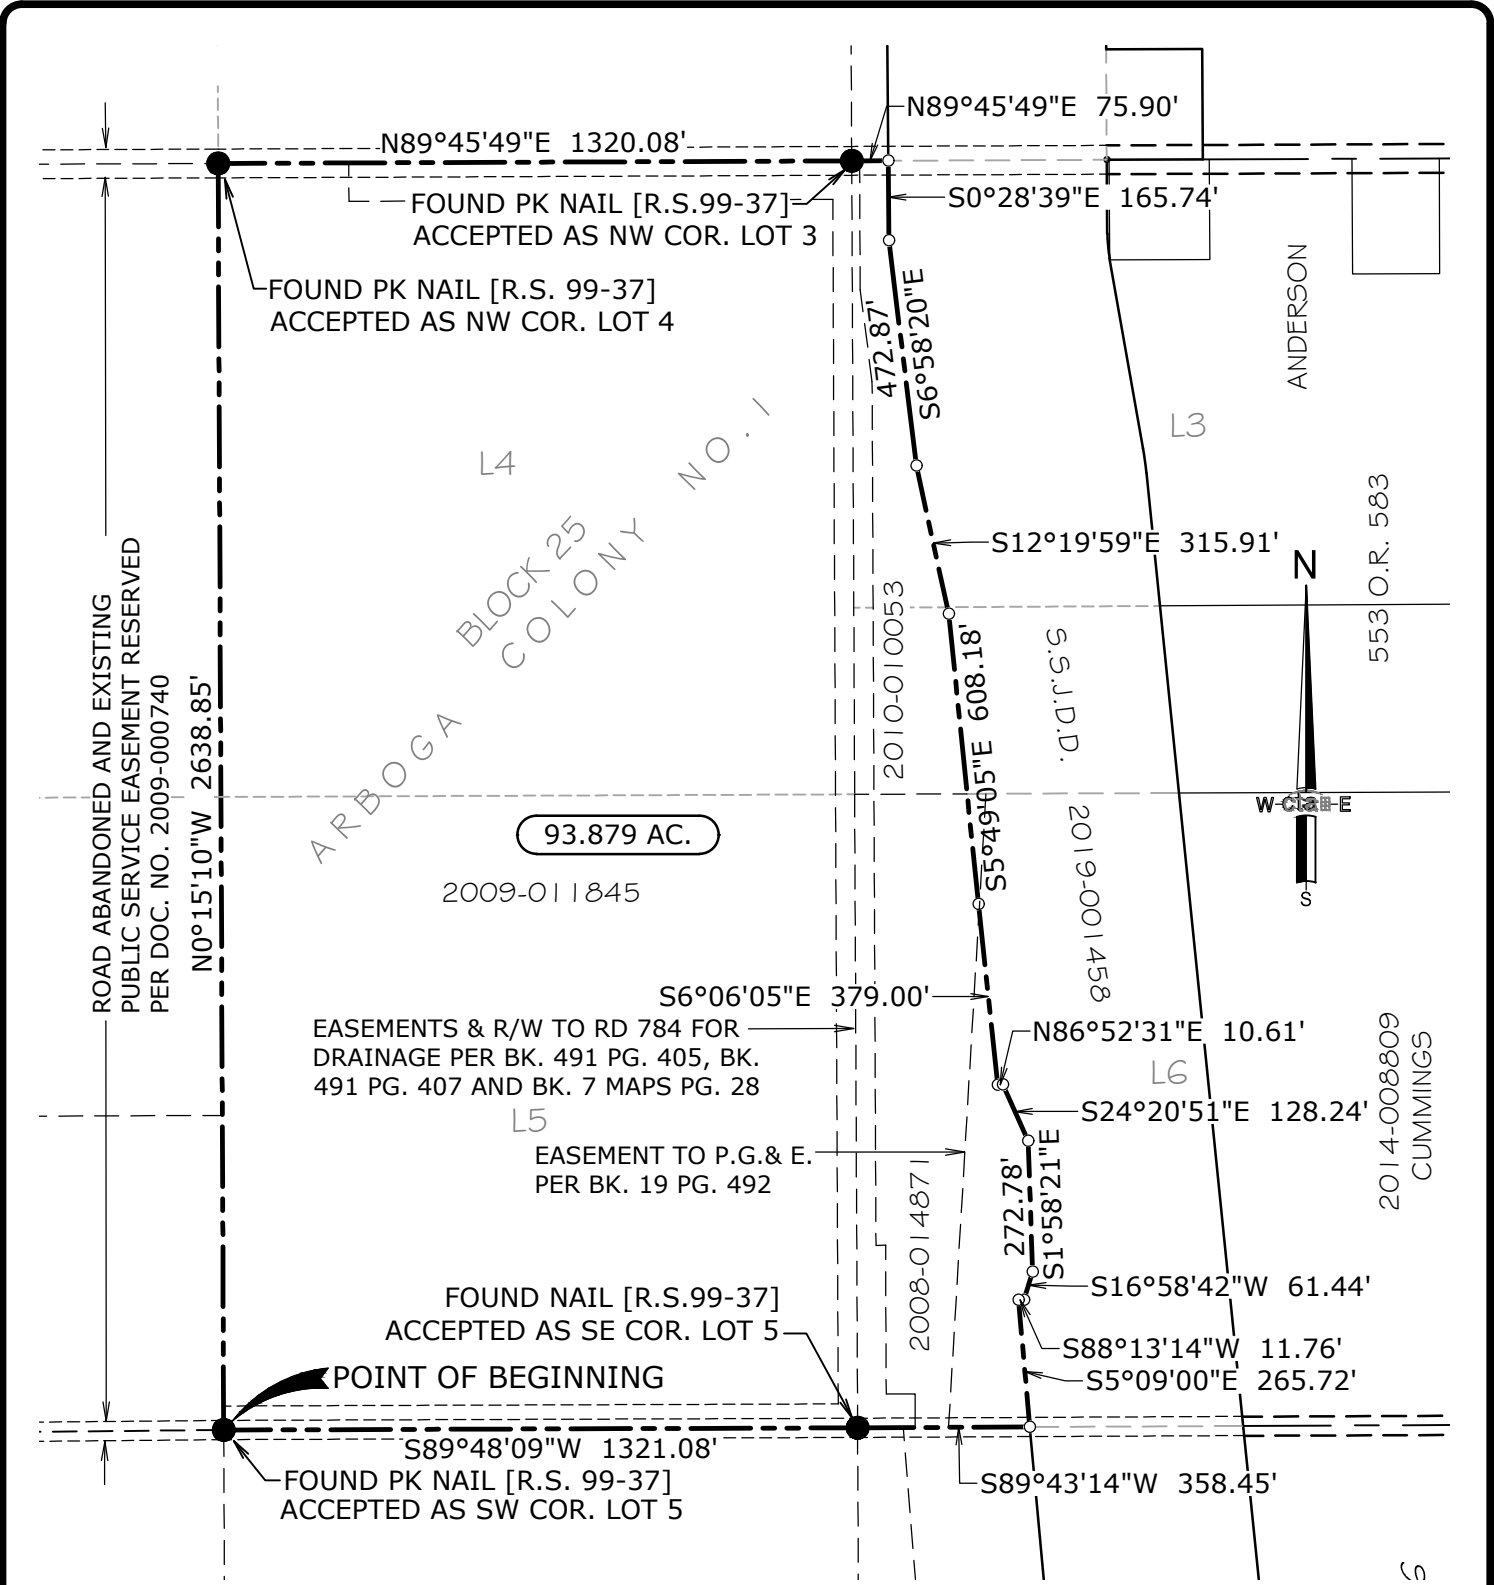 N89°45'49"E 75.90'
N89°45'49"E 1320.08'
FOUND PK NAIL [R.S.99-37]
ACCEPTED AS NW COR. LOT 3
S0°28'39"E 165.74'
FOUND PK NAIL [R.S. 99-37]
ACCEPTED AS NW COR. LOT 4
472.87'
S6°58'20"E
ANDERSON
L3
L4
ARBOGA COLONY NO. 1
BLOCK 25
S12°19'59"E 315.91'
553 O.R. 583
N
W cta E
S
ROAD ABANDONED AND EXISTING
PUBLIC SERVICE EASEMENT RESERVED
PER DOC. NO. 2009-000740
N0°15'10"W 2638.85'
2010-010053
S5°49'05"E 608.18'
S.S.J.D.D.
2019-001458
93.879 AC.
2009-011845
S6°06'05"E 379.00'
EASEMENTS & R/W TO RD 784 FOR
DRAINAGE PER BK. 491 PG. 405, BK.
491 PG. 407 AND BK. 7 MAPS PG. 28
N86°52'31"E 10.61'
L6
L5
S24°20'51"E 128.24'
2014-008809
CUMMINGS
EASEMENT TO P.G.& E.
PER BK. 19 PG. 492
2008-014871
272.78'
S1°58'21"E
S16°58'42"W 61.44'
FOUND NAIL [R.S.99-37]
ACCEPTED AS SE COR. LOT 5
S88°13'14"W 11.76'
S5°09'00"E 265.72'
POINT OF BEGINNING
S89°48'09"W 1321.08'
FOUND PK NAIL [R.S. 99-37]
ACCEPTED AS SW COR. LOT 5
S89°43'14"W 358.45'